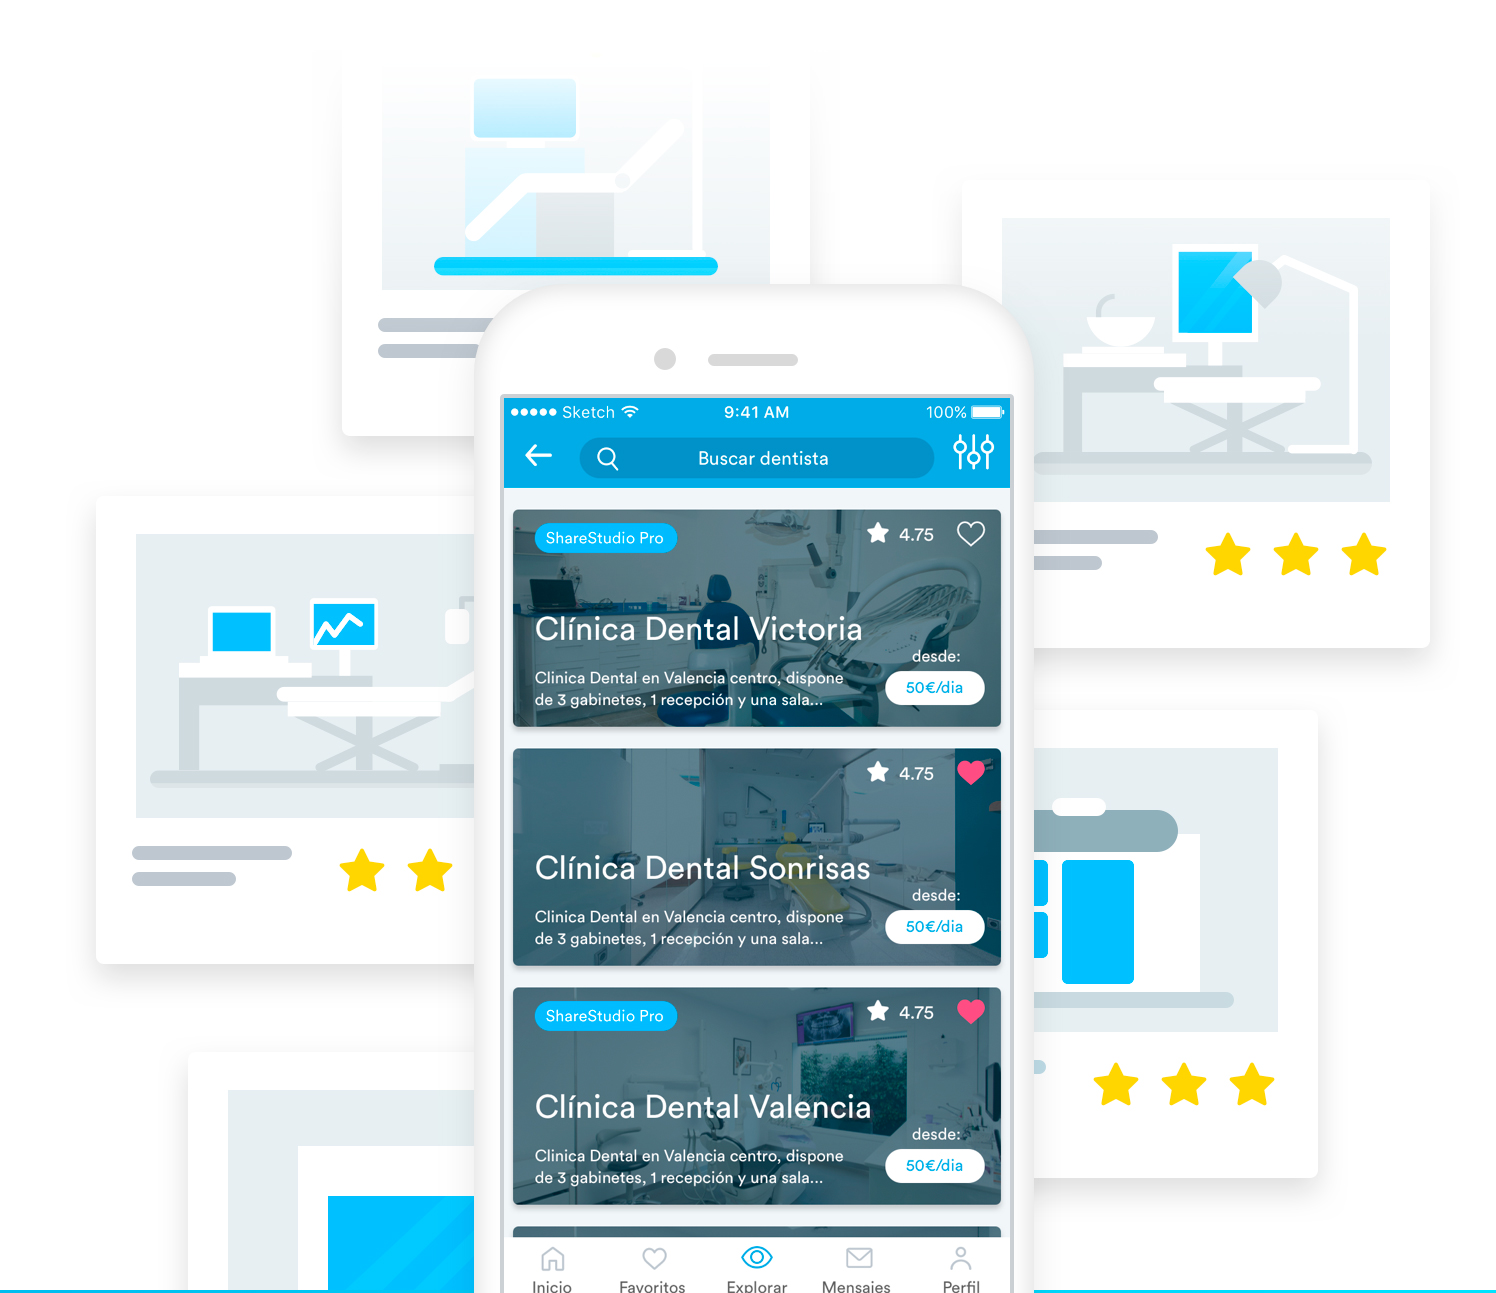 Sketch
9:41 AM
100%
Buscar dentista
ShareStudio Pro
4.75
Clínica Dental Victoria
desde:
Clinica Dental en Valencia centro, dispone
de 3 gabinetes, 1 recepción y una sala...
50€/dia
4.75
Clínica Dental Sonrisas
desde:
Clinica Dental en Valencia centro, dispone
de 3 gabinetes, 1 recepción y una sala...
50€/dia
ShareStudio Pro
4.75
Clínica Dental Valencia
desde:
Clinica Dental en Valencia centro, dispone
de 3 gabinetes, 1 recepción y una sala...
50€/dia
Inicio
Favoritos
Explorar
Mensajes
Perfil